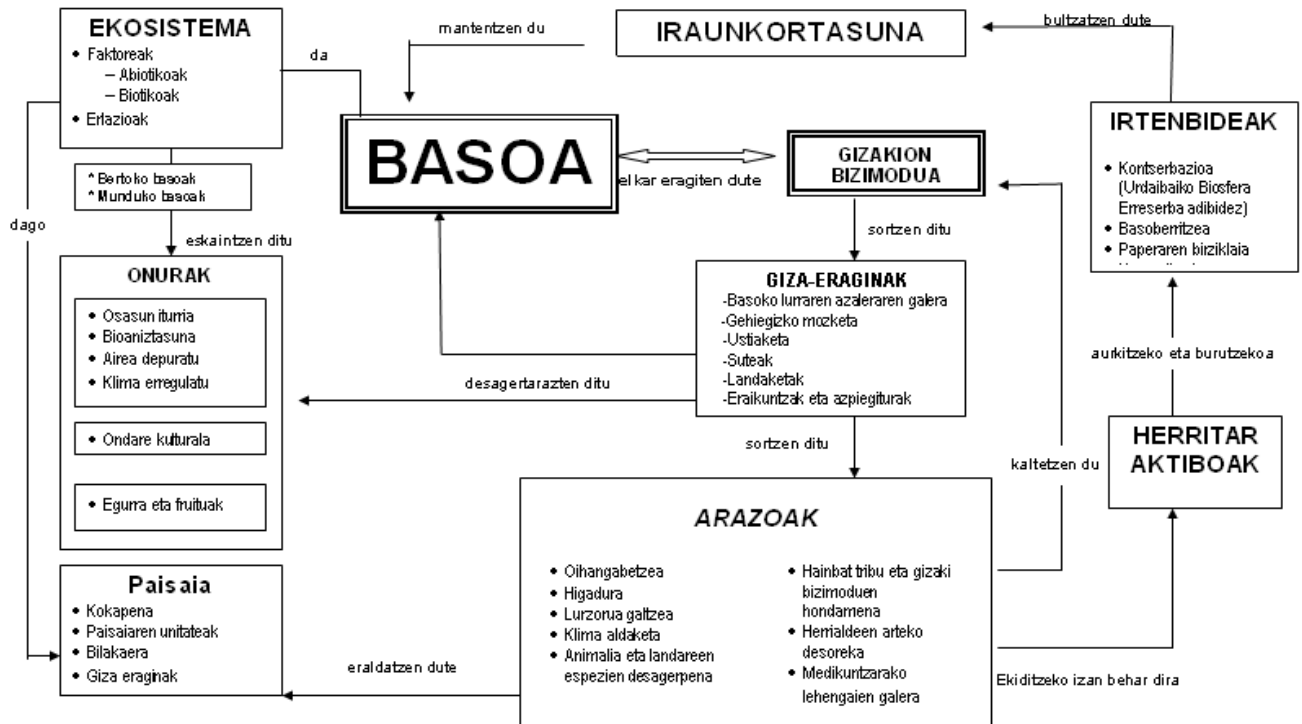 EKOSISTEMA
• Faktoreak
– Abiotikoak
– Biotikoak
• Erlazioak
da
mantentzen du
IRAUNKORTASUNA
bultzatzen dute
BASOA
elkar eragiten dute
GIZAKION
BIZIMODUA
IRTENBIDEAK
• Kontserbazioa
(Urdaibaiko Biosfera
Erreserba adibidez)
• Basoberritzea
• Paperaren birziklaia
* Bertoko basoak
* Munduko basoak
dago
eskaintzen ditu
sortzen ditu
ONURAK
• Osasun iturria
• Bioaniztasuna
• Airea depuratu
• Klima erregulatu
• Ondare kulturala
• Egurra eta fruituak
GIZA-ERAGINAK
-Basoko lurraren azaleraren galera
-Gehiegizko mozketa
-Ustiaketa
-Suteak
-Landaketak
-Eraikuntzak eta azpiegiturak
desagertarazten ditu
aurkitzeko eta burutzekoa
sortzen ditu
kaltetzen du
HERRITAR
AKTIBOAK
ARAZOAK
• Oihangabetzea
• Higadura
• Lurzorua galtzea
• Klima aldaketa
• Animalia eta landareen
espezien desagerpena
• Hainbat tribu eta gizaki
bizimoduen
hondamena
• Herrialdeen arteko
desoreka
• Medikuntzarako
lehengaien galera
Paisaia
• Kokapena
• Paisaiaren unitateak
• Bilakaera
• Giza eraginak
eraldatzen dute
Ekiditzeko izan behar dira